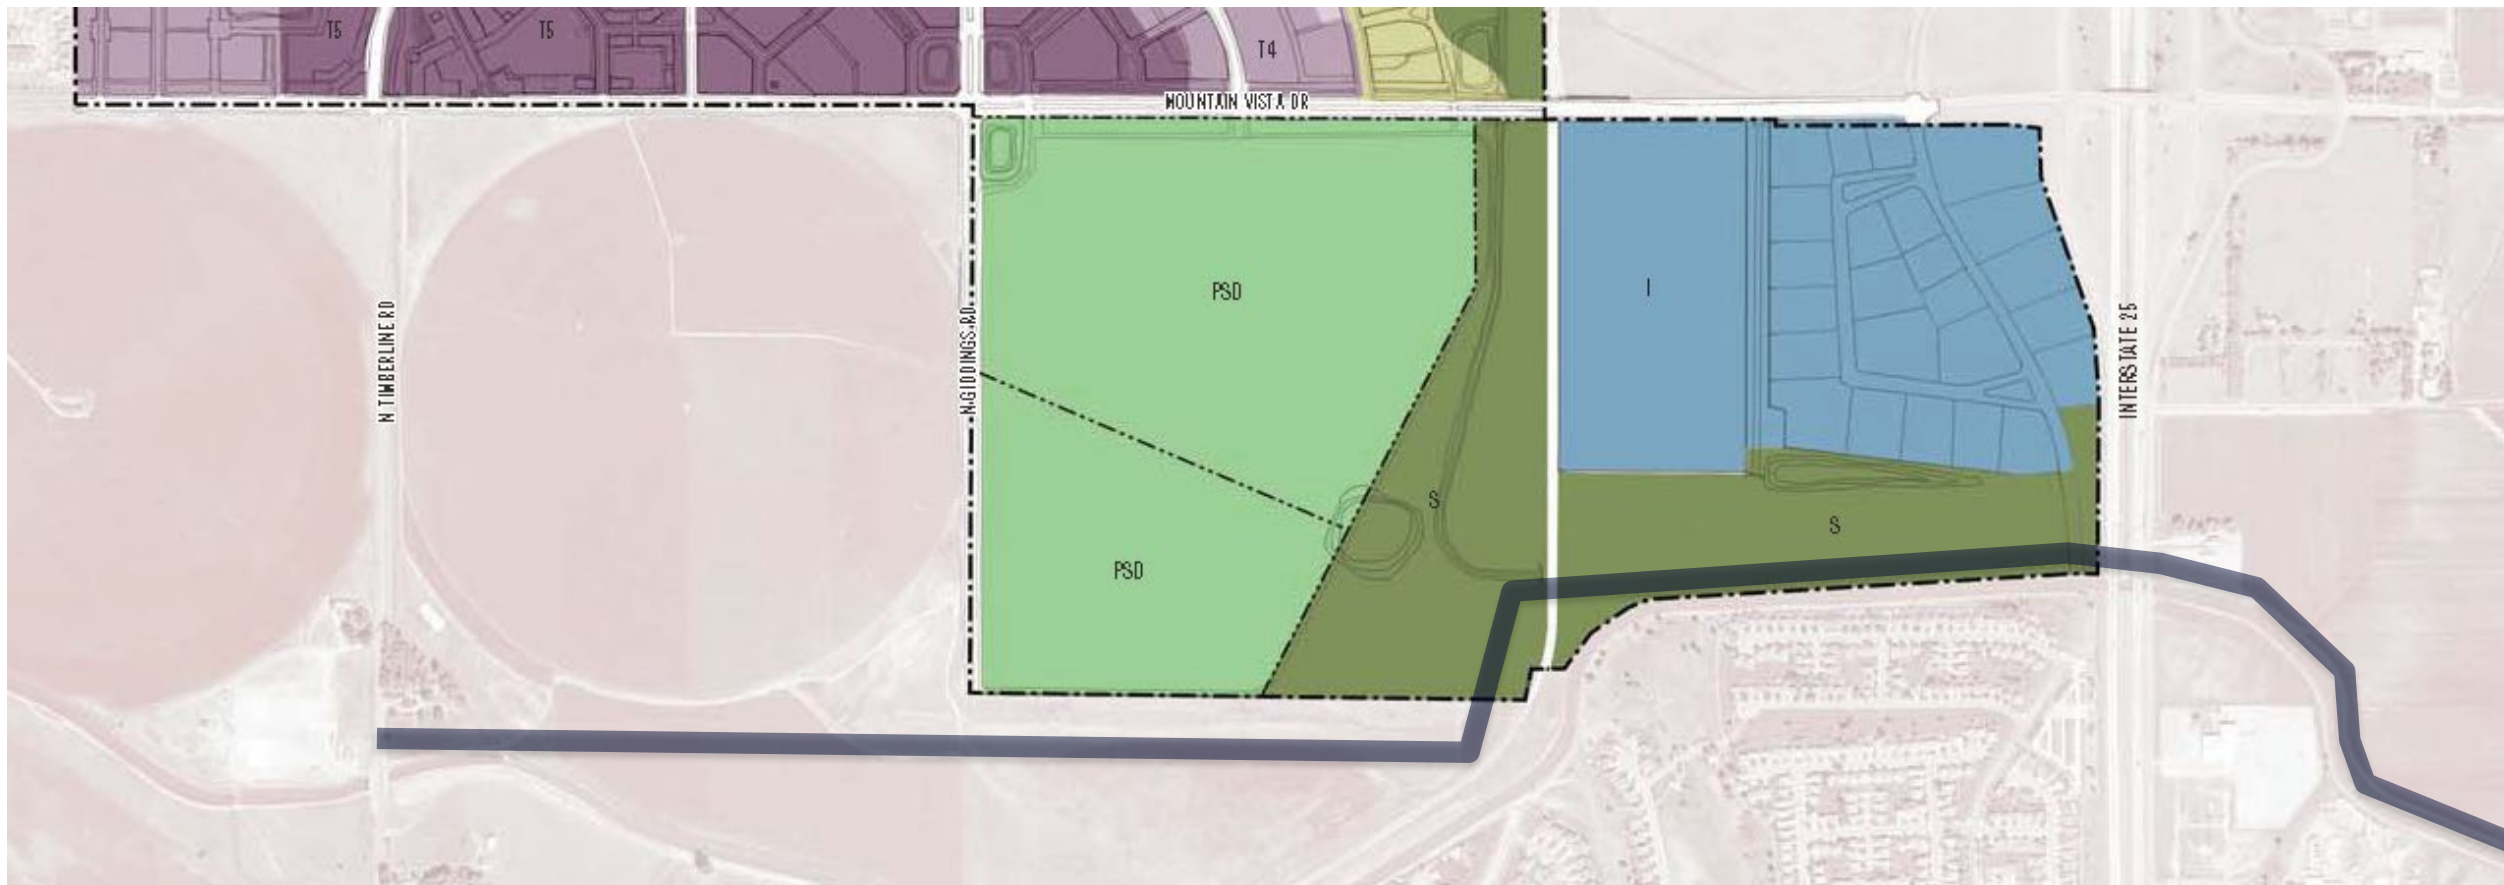 T5
T5
T4
MOUNTAIN VISTA DR
PSD
I
N TIMBERLINE RD
N GIDDINGS RD
INTERSTATE 25
S
S
PSD